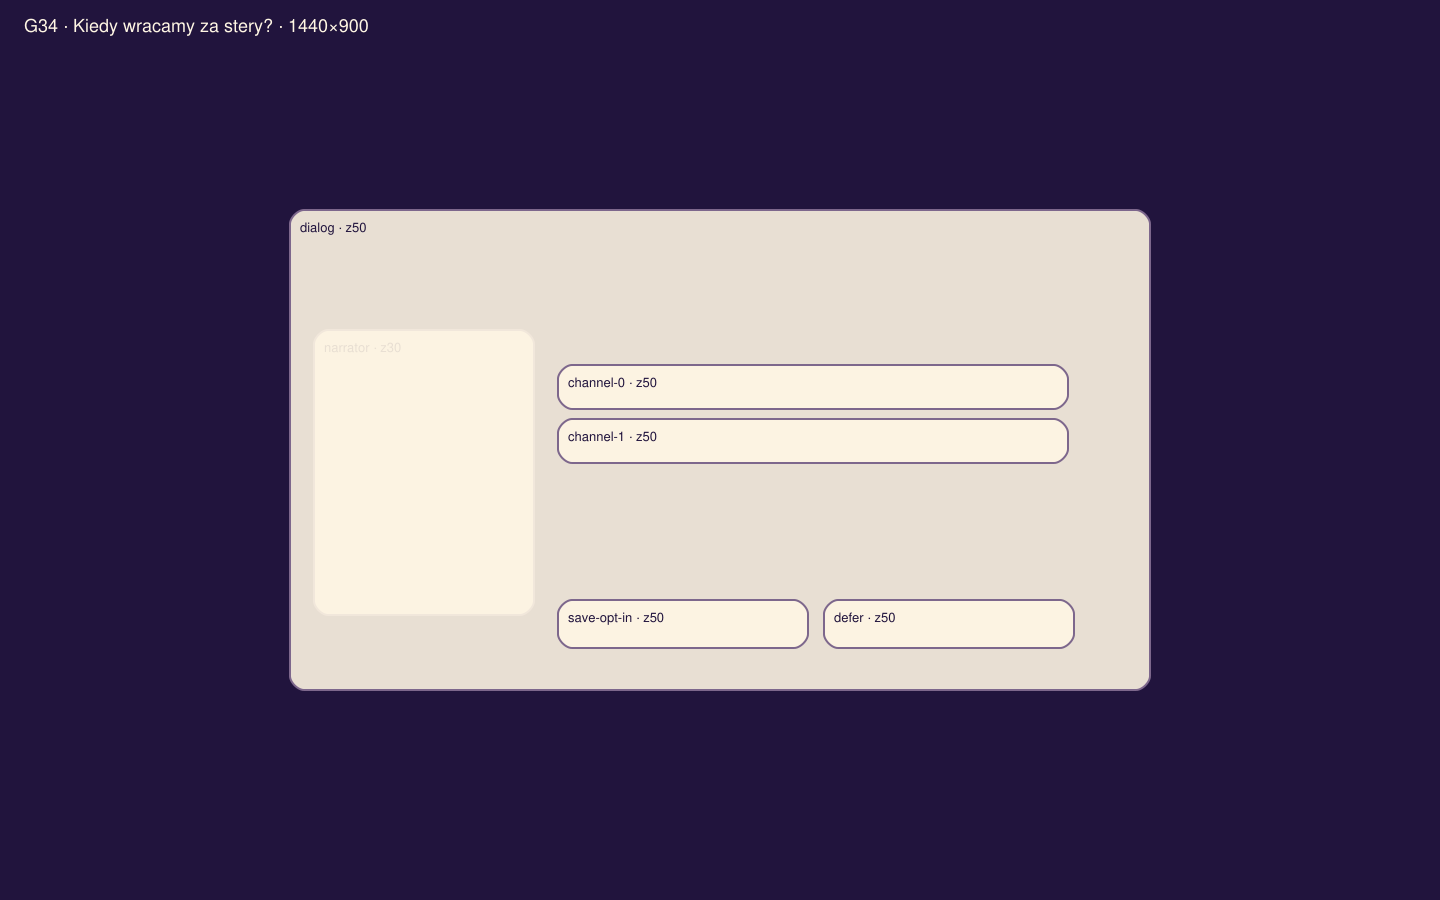 G34 · Kiedy wracamy za stery? · 1440×900
dialog · z50
narrator · z30
channel-0 · z50
channel-1 · z50
save-opt-in · z50
defer · z50